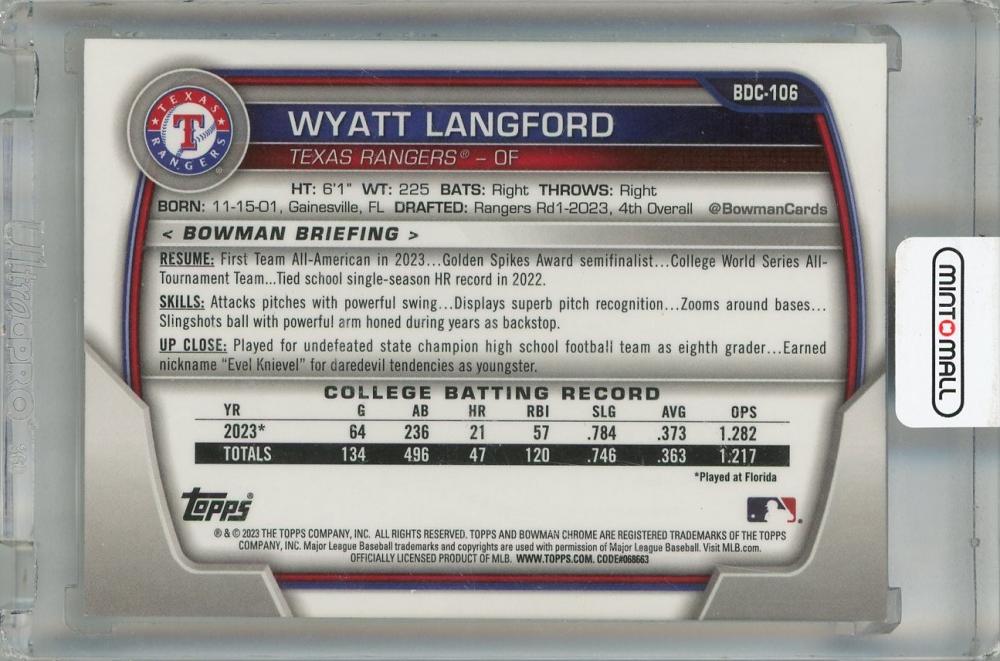 BDC-106
TEXAS
T
RANGERS
WYATT LANGFORD
TEXAS RANGERS® – OF
HT: 6'1" WT: 225 BATS: Right THROWS: Right
BORN: 11-15-01, Gainesville, FL DRAFTED: Rangers Rd1-2023, 4th Overall @BowmanCards
< BOWMAN BRIEFING >
RESUME: First Team All-American in 2023...Golden Spikes Award semifinalist...College World Series All-
Tournament Team...Tied school single-season HR record in 2022.
SKILLS: Attacks pitches with powerful swing...Displays superb pitch recognition...Zooms around bases...
Slingshots ball with powerful arm honed during years as backstop.
UP CLOSE: Played for undefeated state champion high school football team as eighth grader...Earned
nickname "Evel Knievel" for daredevil tendencies as youngster.
COLLEGE BATTING RECORD
YR G AB HR RBI SLG AVG OPS
2023* 64 236 21 57 .784 .373 1.282
TOTALS 134 496 47 120 .746 .363 1.217
*Played at Florida
topps®
® & © 2023 THE TOPPS COMPANY, INC. ALL RIGHTS RESERVED. TOPPS AND BOWMAN CHROME ARE REGISTERED TRADEMARKS OF THE TOPPS
COMPANY, INC. Major League Baseball trademarks and copyrights are used with permission of Major League Baseball. Visit MLB.com.
OFFICIALLY LICENSED PRODUCT OF MLB. WWW.TOPPS.COM. CODE#068663
MINT MALL
UltraPRO